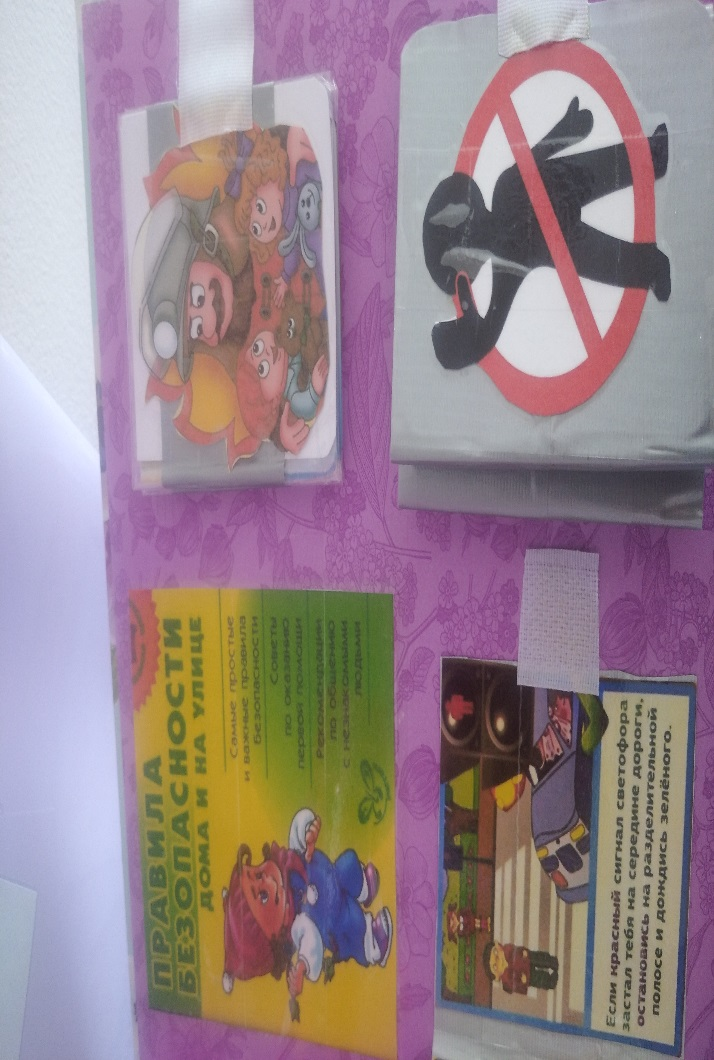 ПРАВИЛА
БЕЗОПАСНОСТИ
ДОМА И НА УЛИЦЕ
Самые простые
и важные правила
безопасности
Советы
по оказанию
первой помощи
Рекомендации
по общению
с незнакомыми
людьми
Если красный сигнал светофора
застал тебя на середине дороги,
остановись на разделительной
полосе и дождись зелёного.